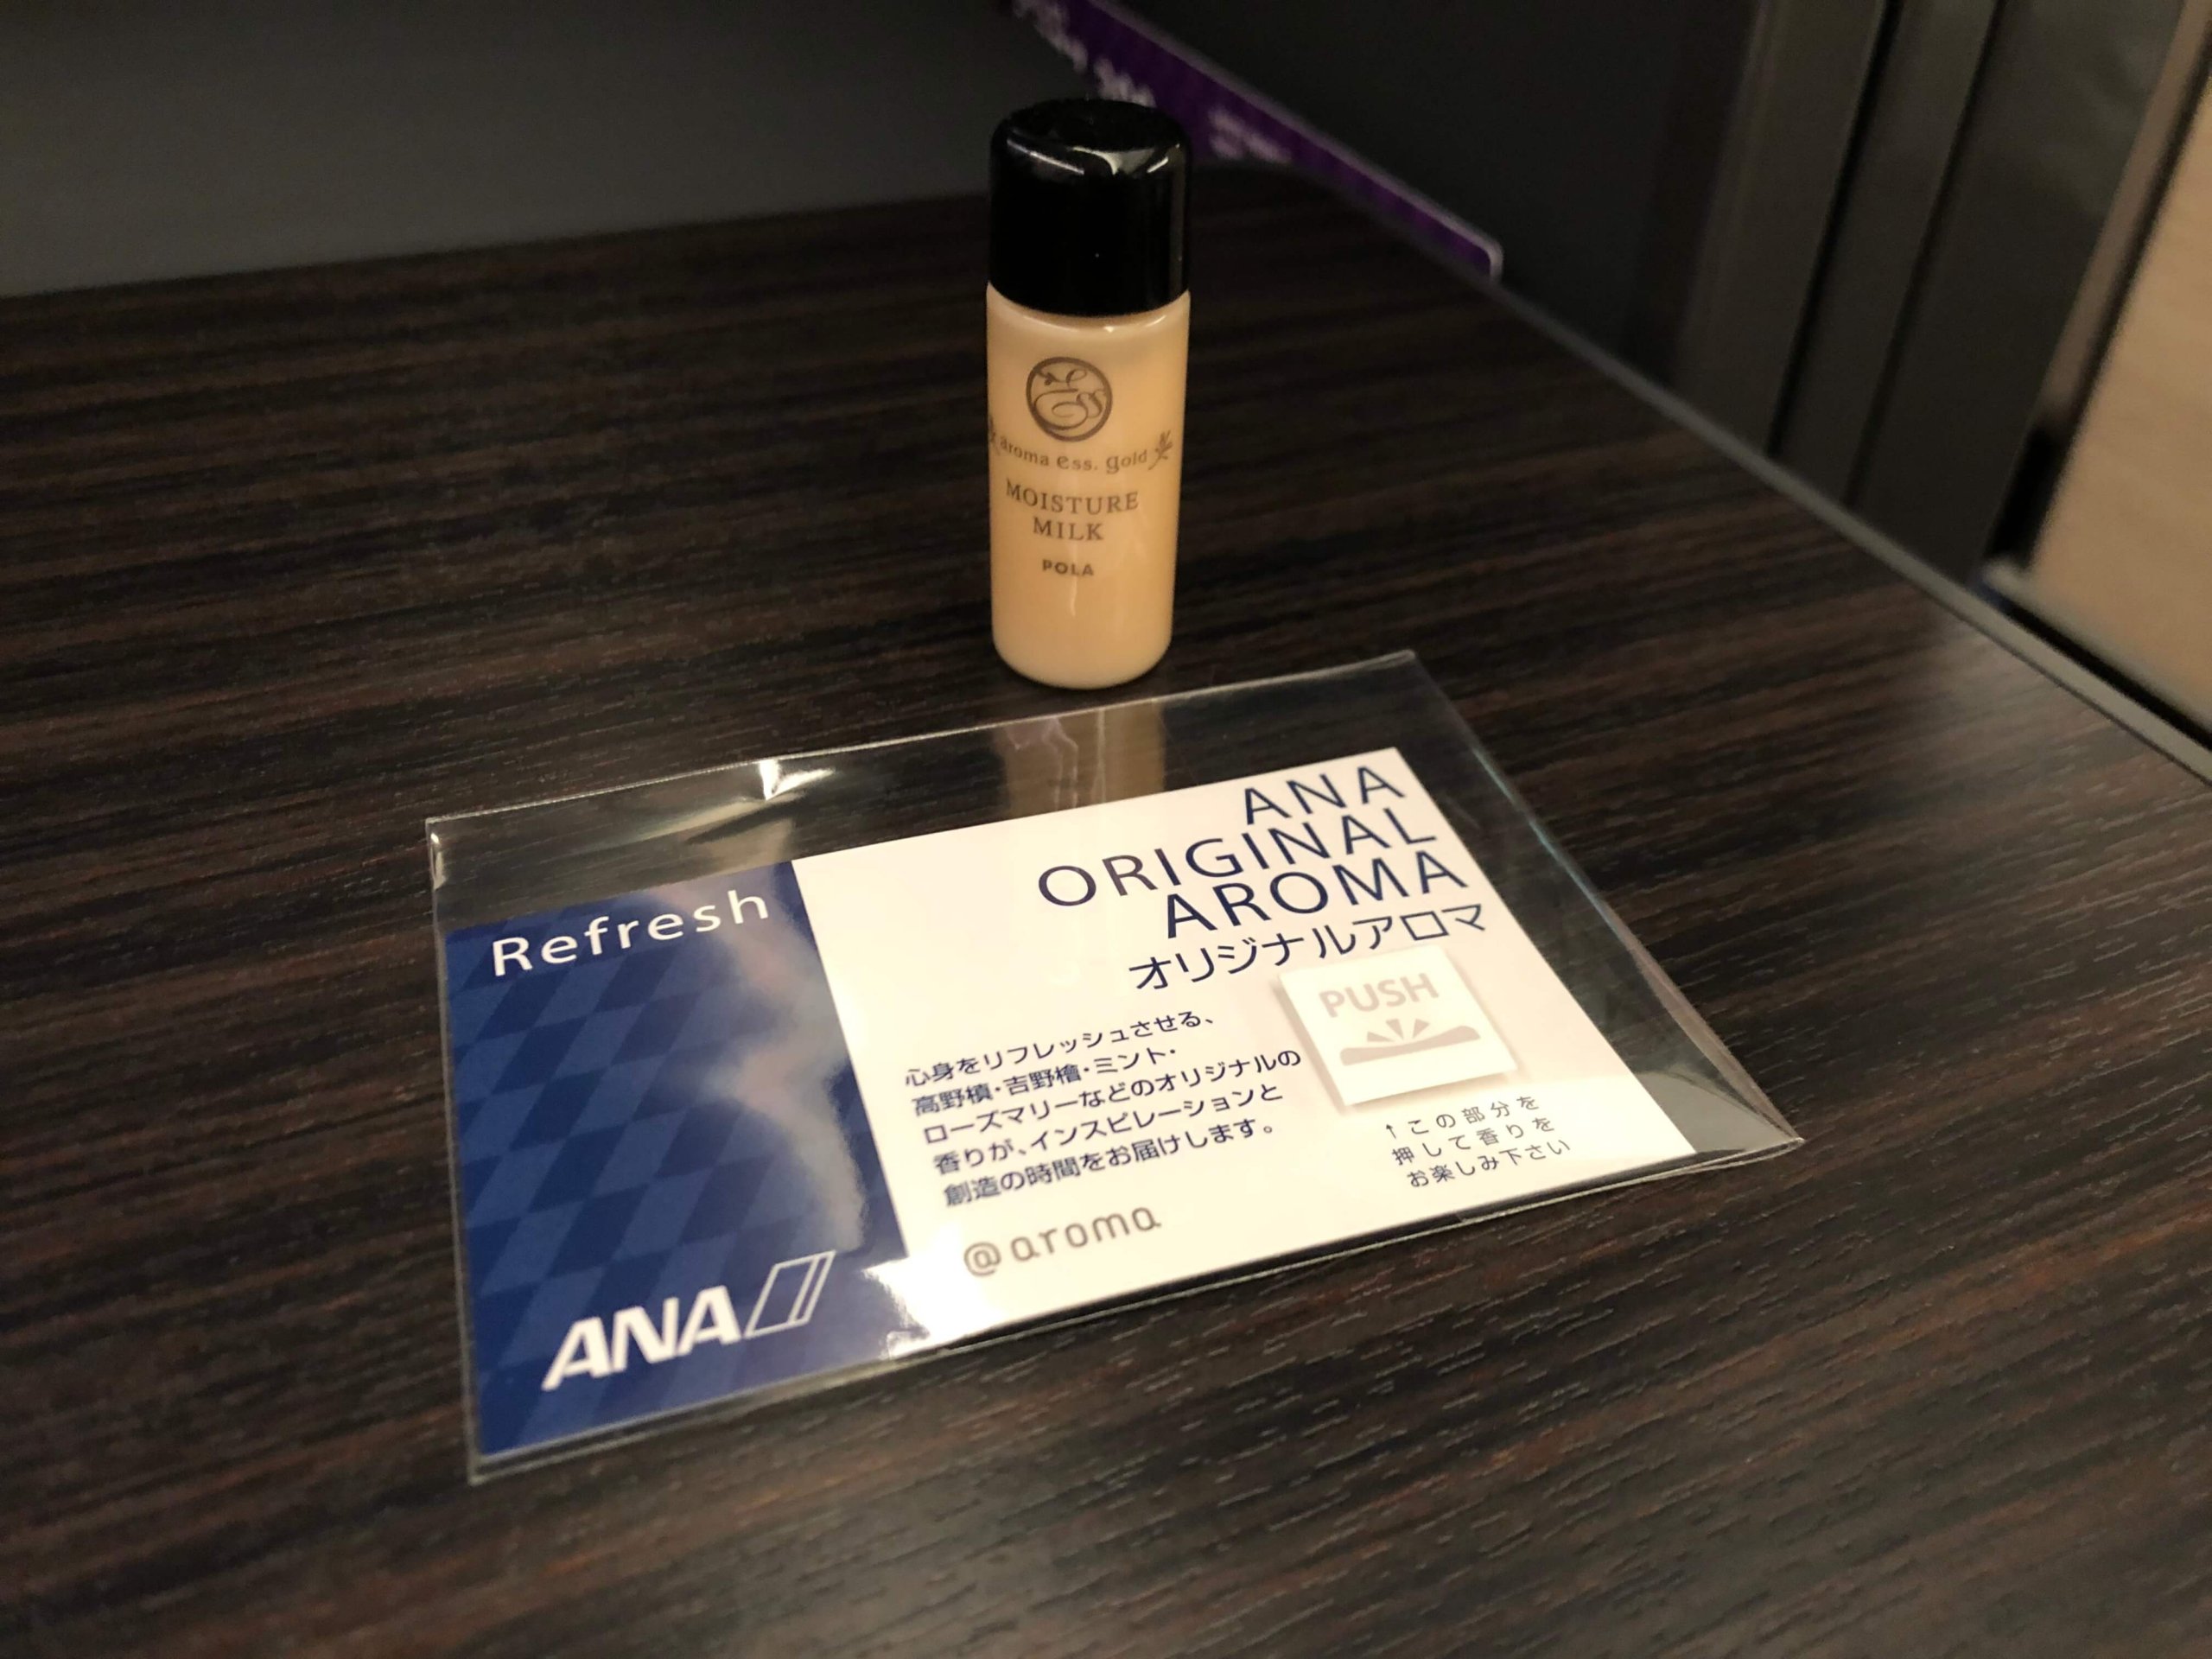 aroma ess. gold
MOISTURE
MILK
POLA
Refresh
ANA
ANA
ORIGINAL
AROMA
オリジナルアロマ
心身をリフレッシュさせる、
高野槙・吉野檜・ミント・
ローズマリーなどのオリジナルの
香りが、インスピレーションと
創造の時間をお届けします。
@aroma
PUSH
↑この部分を
押して香りを
お楽しみ下さい